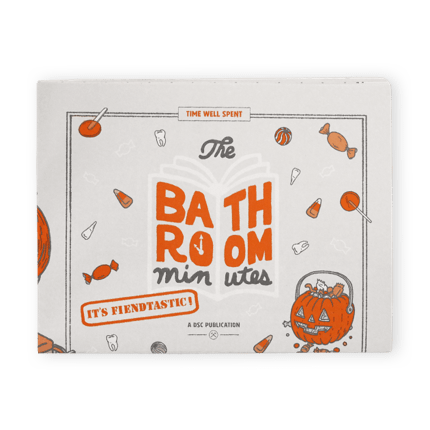 TIME WELL SPENT
The
BATH
ROOM
minutes
IT'S FIENDTASTIC!
A DSC PUBLICATION